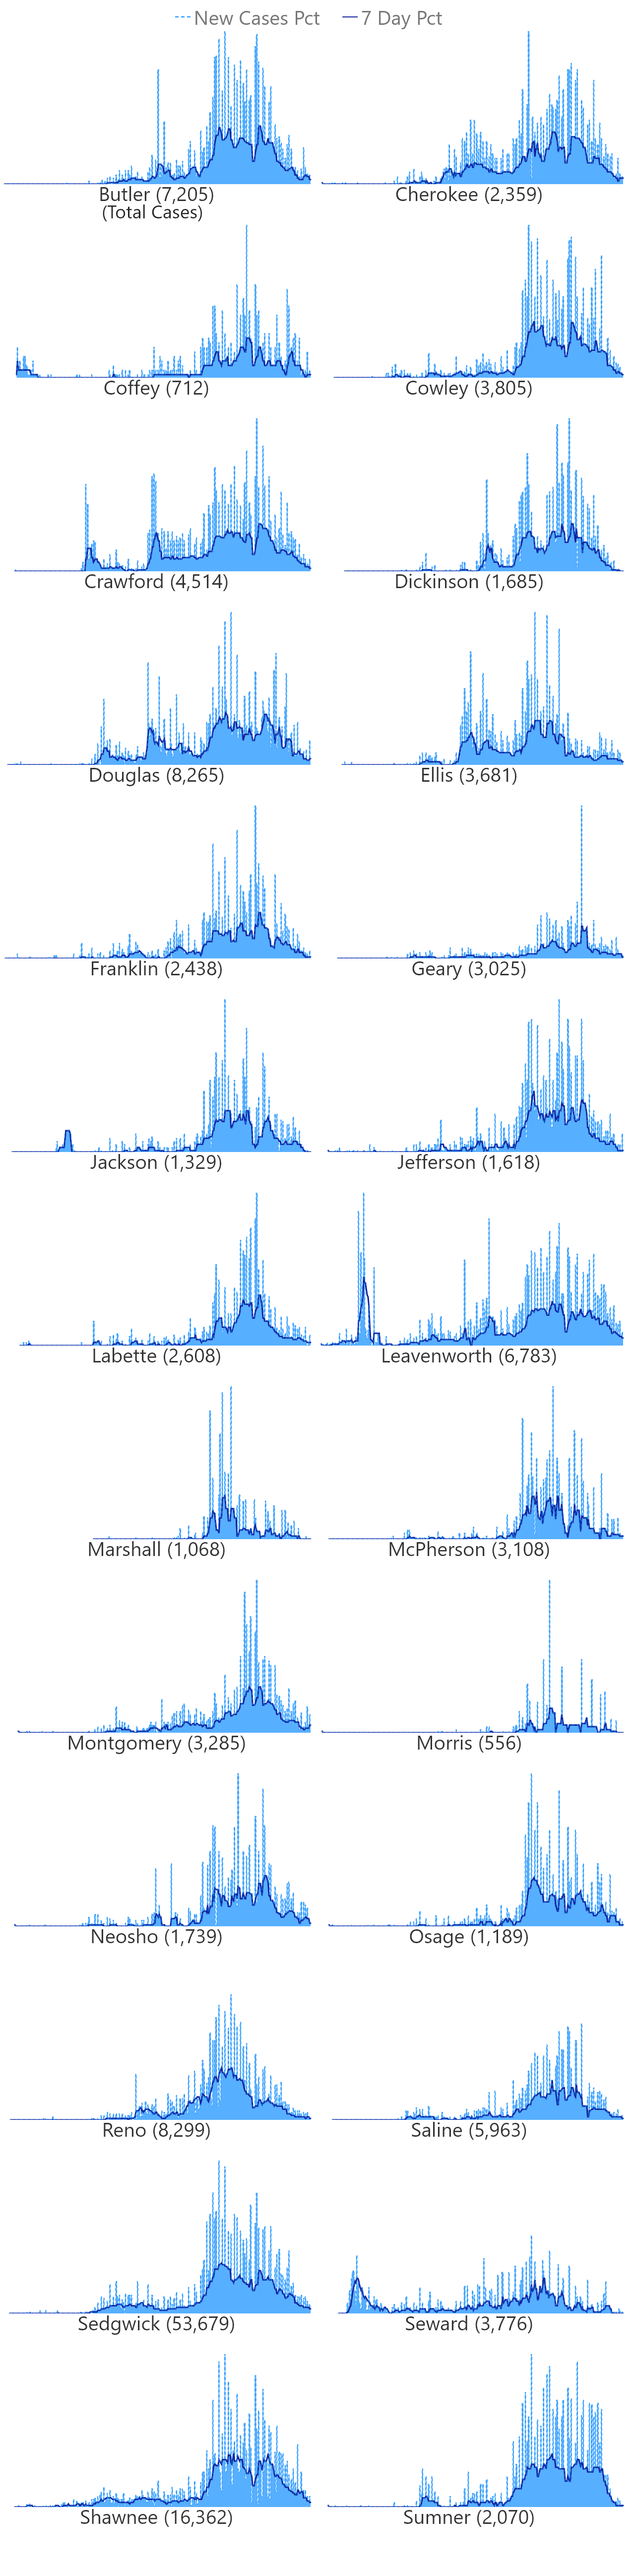 New Cases Pct 7 Day Pct
Butler (7,205)
(Total Cases)
Cherokee (2,359)
Coffey (712)
Cowley (3,805)
Crawford (4,514)
Dickinson (1,685)
Douglas (8,265)
Ellis (3,681)
Franklin (2,438)
Geary (3,025)
Jackson (1,329)
Jefferson (1,618)
Labette (2,608)
Leavenworth (6,783)
Marshall (1,068)
McPherson (3,108)
Montgomery (3,285)
Morris (556)
Neosho (1,739)
Osage (1,189)
Reno (8,299)
Saline (5,963)
Sedgwick (53,679)
Seward (3,776)
Shawnee (16,362)
Sumner (2,070)